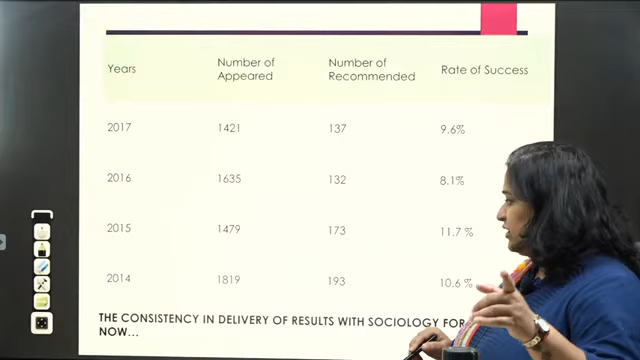 Years Number of Appeared Number of Recommended Rate of Success
2017 1421 137 9.6%
2016 1635 132 8.1%
2015 1479 173 11.7 %
2014 1819 193 10.6 %
THE CONSISTENCY IN DELIVERY OF RESULTS WITH SOCIOLOGY FOR
NOW...